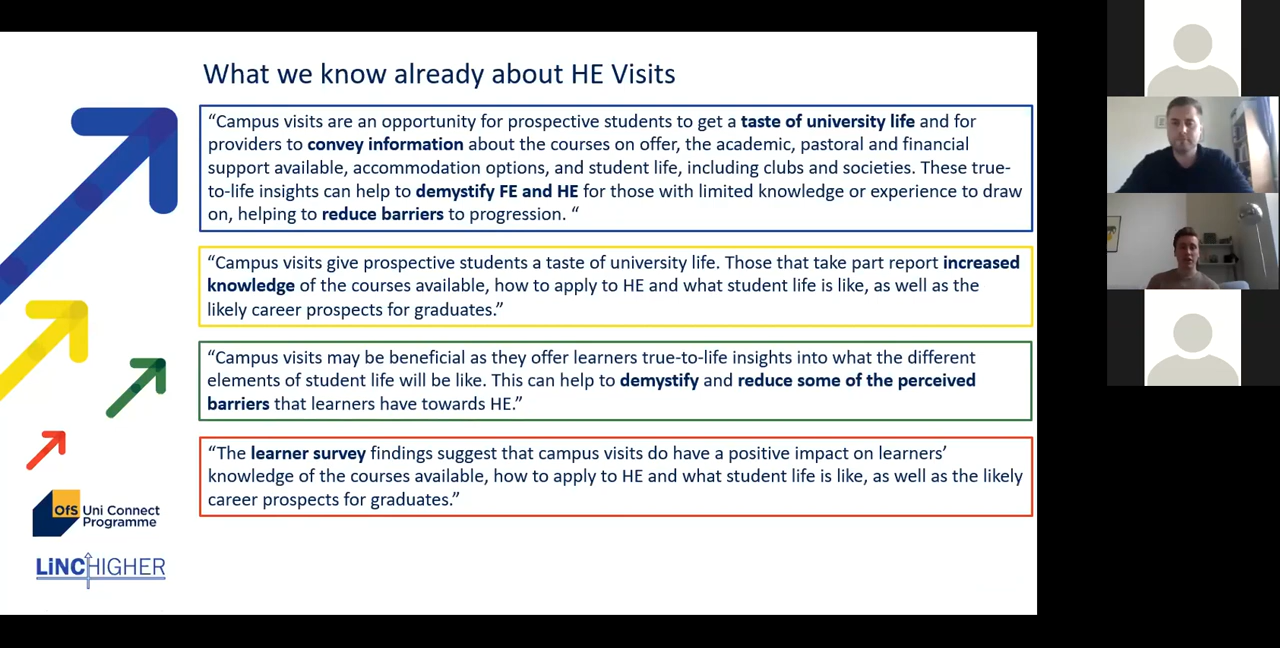 What we know already about HE Visits
“Campus visits are an opportunity for prospective students to get a taste of university life and for
providers to convey information about the courses on offer, the academic, pastoral and financial
support available, accommodation options, and student life, including clubs and societies. These true-
to-life insights can help to demystify FE and HE for those with limited knowledge or experience to draw
on, helping to reduce barriers to progression. “
“Campus visits give prospective students a taste of university life. Those that take part report increased
knowledge of the courses available, how to apply to HE and what student life is like, as well as the
likely career prospects for graduates.”
“Campus visits may be beneficial as they offer learners true-to-life insights into what the different
elements of student life will be like. This can help to demystify and reduce some of the perceived
barriers that learners have towards HE.”
“The learner survey findings suggest that campus visits do have a positive impact on learners’
knowledge of the courses available, how to apply to HE and what student life is like, as well as the likely
career prospects for graduates.”
OfS Uni Connect
Programme
LiNCHIGHER